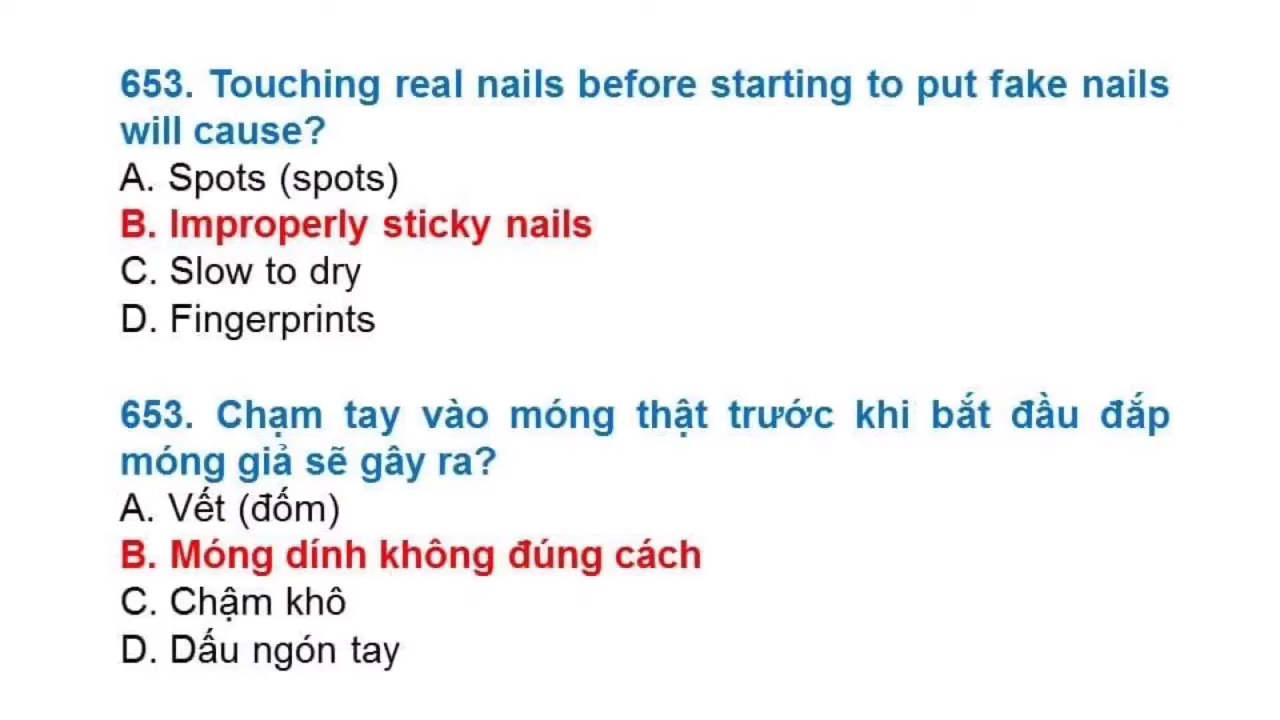 653. Touching real nails before starting to put fake nails
will cause?
A. Spots (spots)
B. Improperly sticky nails
C. Slow to dry
D. Fingerprints
653. Chạm tay vào móng thật trước khi bắt đầu đắp
móng giả sẽ gây ra?
A. Vết (đốm)
B. Móng dính không đúng cách
C. Chậm khô
D. Dấu ngón tay